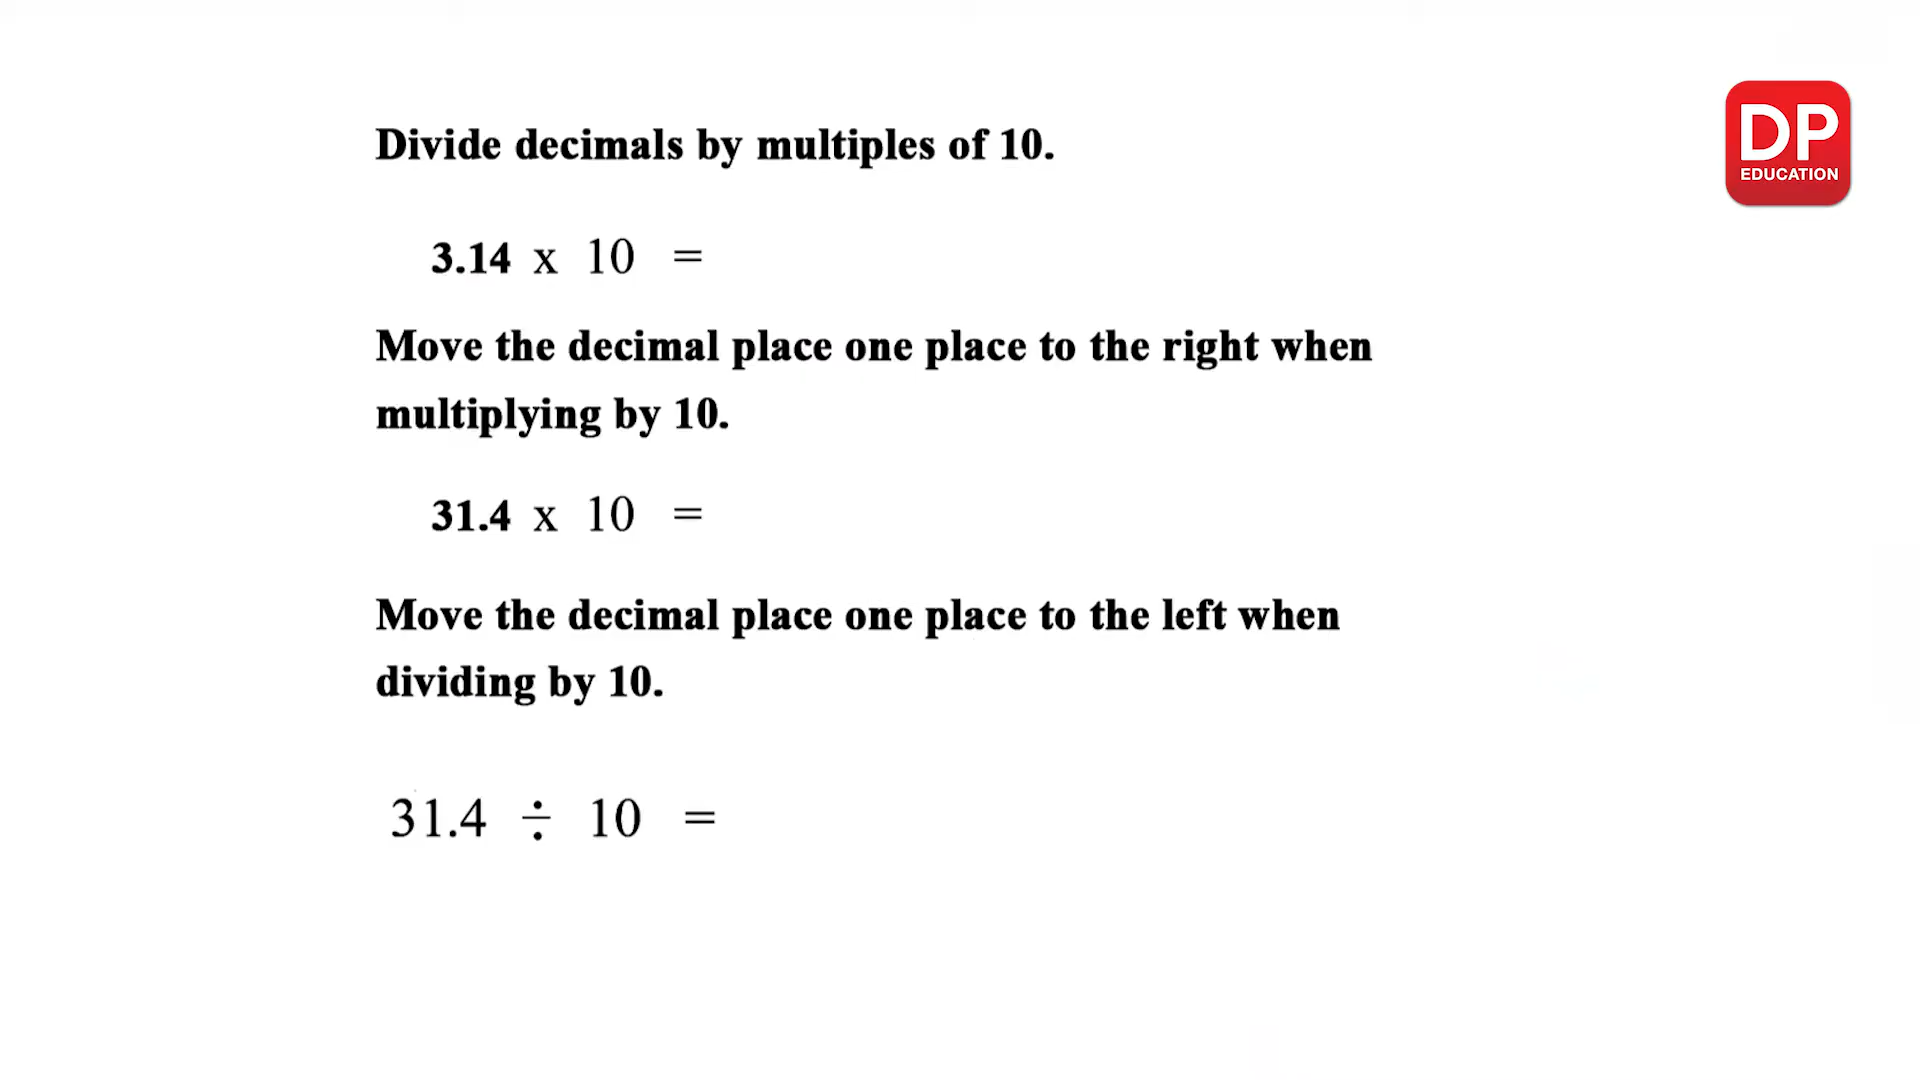 Divide decimals by multiples of 10.
DP
EDUCATION
3.14 x 10 =
Move the decimal place one place to the right when
multiplying by 10.
31.4 x 10 =
Move the decimal place one place to the left when
dividing by 10.
31.4 ÷ 10 =